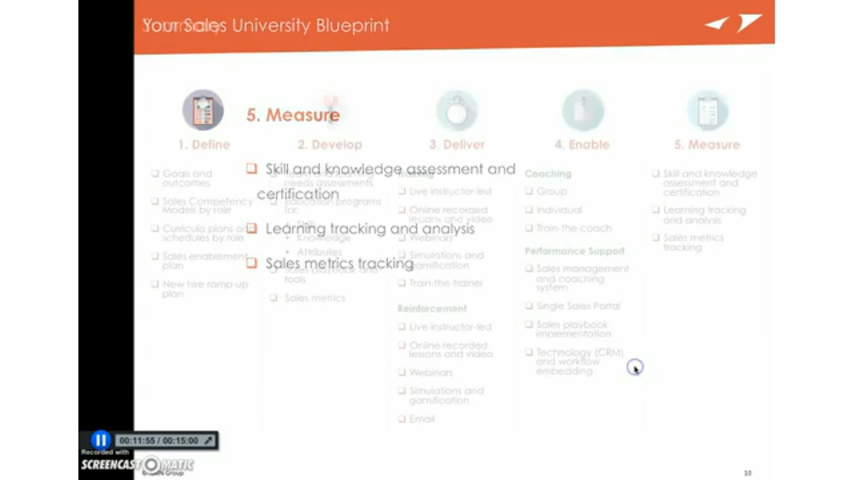 Your Sales University Blueprint
5. Measure
Skill and knowledge assessment and
certification
Learning tracking and analysis
Sales metrics tracking
1. Define
Goals and
outcomes
Sales Competency
Models by role
Curricula plans and
schedules by role
Sales enablement
plan
New hire ramp-up
plan
2. Develop
needs assessments
Education programs
for:
Knowledge
Attributes
tools
Sales metrics
3. Deliver
Live instructor-led
Online recorded
lessons and video
Webinars
Simulations and
gamification
Train-the-trainer
Reinforcement
Live instructor-led
Online recorded
lessons and video
Webinars
Simulations and
gamification
Email
4. Enable
Coaching
Group
Individual
Train-the-coach
Performance Support
Sales management
and coaching
system
Single Sales Portal
Sales playbook
implementation
Technology (CRM)
and workflow
embedding
5. Measure
Skill and knowledge
assessment and
certification
Learning tracking
and analysis
Sales metrics
tracking
00:11:55 / 00:15:00
Recorded with
SCREENCAST-O-MATIC
Group
10